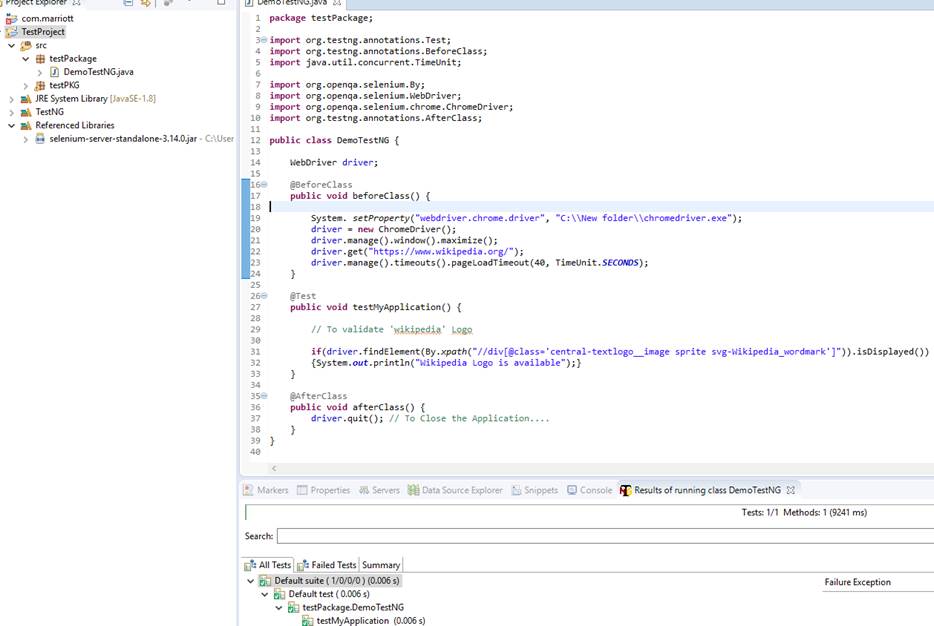 Project Explorer
com.marriott
TestProject
src
testPackage
DemoTestNG.java
testPKG
JRE System Library [JavaSE-1.8]
TestNG
Referenced Libraries
selenium-server-standalone-3.14.0.jar - C:\User
DemoTestNG.java
1 package testPackage;
2
3 import org.testng.annotations.Test;
4 import org.testng.annotations.BeforeClass;
5 import java.util.concurrent.TimeUnit;
6
7 import org.openqa.selenium.By;
8 import org.openqa.selenium.WebDriver;
9 import org.openqa.selenium.chrome.ChromeDriver;
10 import org.testng.annotations.AfterClass;
11
12 public class DemoTestNG {
13
14 WebDriver driver;
15
16 @BeforeClass
17 public void beforeClass() {
18
19 System. setProperty("webdriver.chrome.driver", "C:\\New folder\\chromedriver.exe");
20 driver = new ChromeDriver();
21 driver.manage().window().maximize();
22 driver.get("https://www.wikipedia.org/");
23 driver.manage().timeouts().pageLoadTimeout(40, TimeUnit.SECONDS);
24 }
25
26 @Test
27 public void testMyApplication() {
28
29 // To validate 'wikipedia' Logo
30
31 if(driver.findElement(By.xpath("//div[@class='central-textlogo__image sprite svg-Wikipedia_wordmark']")).isDisplayed())
32 {System.out.println("Wikipedia Logo is available");}
33 }
34
35 @AfterClass
36 public void afterClass() {
37 driver.quit(); // To Close the Application....
38 }
39 }
40
Markers Properties Servers Data Source Explorer Snippets Console Results of running class DemoTestNG
Tests: 1/1 Methods: 1 (9241 ms)
Search:
All Tests Failed Tests Summary
Default suite ( 1/0/0/0 ) (0.006 s)
Failure Exception
Default test ( 0.006 s)
testPackage.DemoTestNG
testMyApplication (0.006 s)